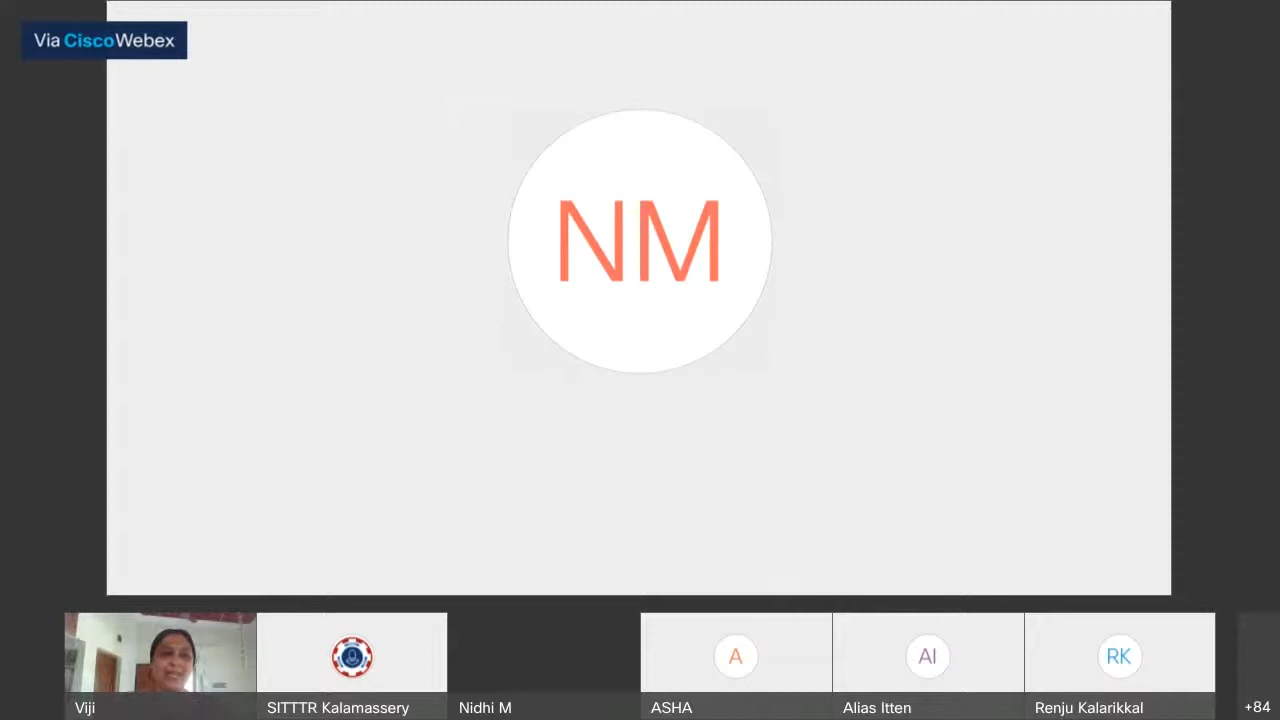 Via CiscoWebex
NM
A
AI
RK
Viji
SITTTR Kalamassery
Nidhi M
ASHA
Alias Itten
Renju Kalarikkal
+84